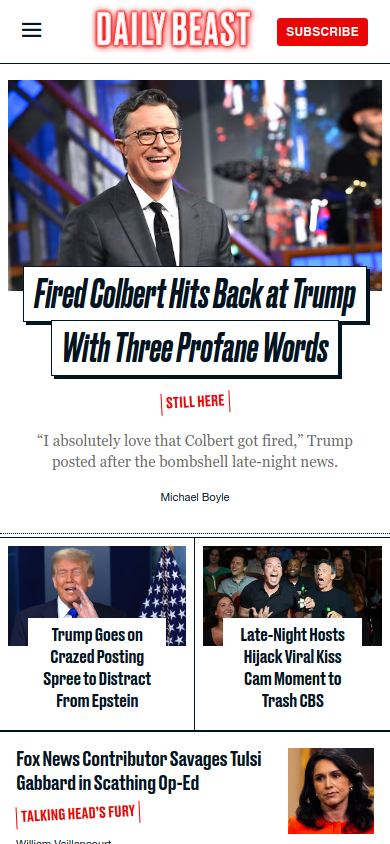 DAILY BEAST
SUBSCRIBE
Fired Colbert Hits Back at Trump
With Three Profane Words
STILL HERE
“I absolutely love that Colbert got fired,” Trump
posted after the bombshell late-night news.
Michael Boyle
Trump Goes on
Crazed Posting
Spree to Distract
From Epstein
Late-Night Hosts
Hijack Viral Kiss
Cam Moment to
Trash CBS
Fox News Contributor Savages Tulsi
Gabbard in Scathing Op-Ed
TALKING HEAD'S FURY
William Vaillancourt